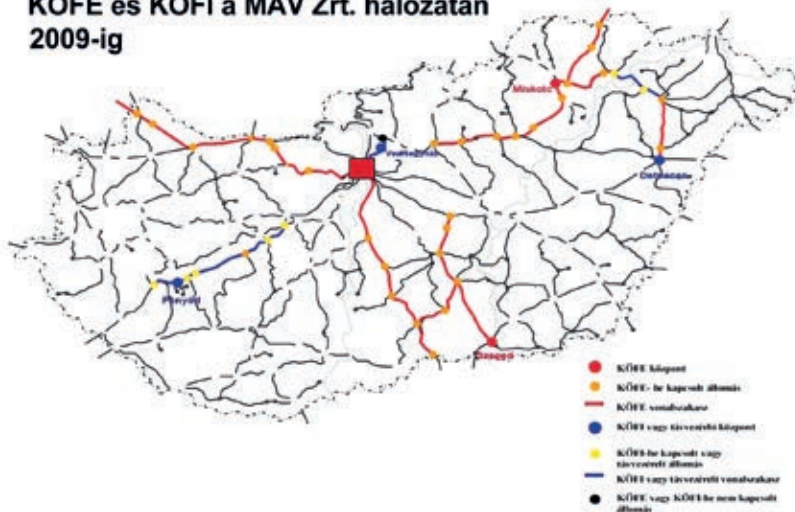 KÖFE és KÖFI a MÁV Zrt. hálózatán
2009-ig
Miskolc
Debrecen
Fonyód
Szeged
KÖFE központ
KÖFE- be kapcsolt állomás
KÖFE vonalszakasz
KÖFI vagy távvezérlő központ
KÖFI-be kapcsolt vagy
távvezérelt állomás
KÖFI vagy távvezérelt vonalszakasz
KÖFE vagy KÖFI-be nem kapcsolt
állomás